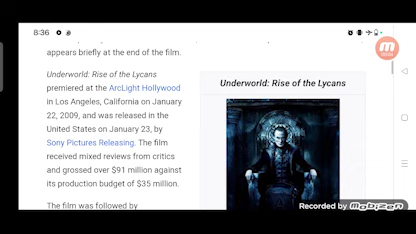 8:36
appears briefly at the end of the film.
Underworld: Rise of the Lycans
premiered at the ArcLight Hollywood
in Los Angeles, California on January
22, 2009, and was released in the
United States on January 23, by
Sony Pictures Releasing. The film
received mixed reviews from critics
and grossed over $91 million against
its production budget of $35 million.
The film was followed by
Underworld: Rise of the Lycans
Recorded by Mobizen